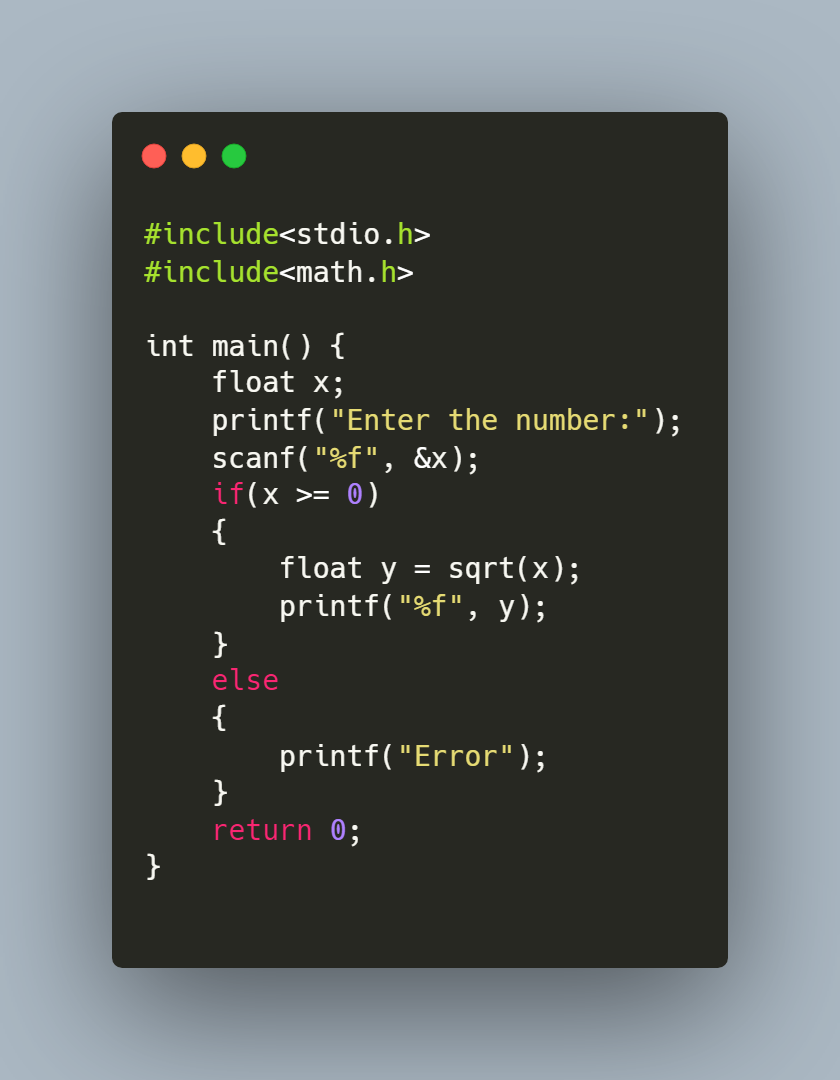 #include<stdio.h>
#include<math.h>

int main() {
    float x;
    printf("Enter the number:");
    scanf("%f", &x);
    if(x >= 0)
    {
        float y = sqrt(x);
        printf("%f", y);
    }
    else
    {
        printf("Error");
    }
    return 0;
}